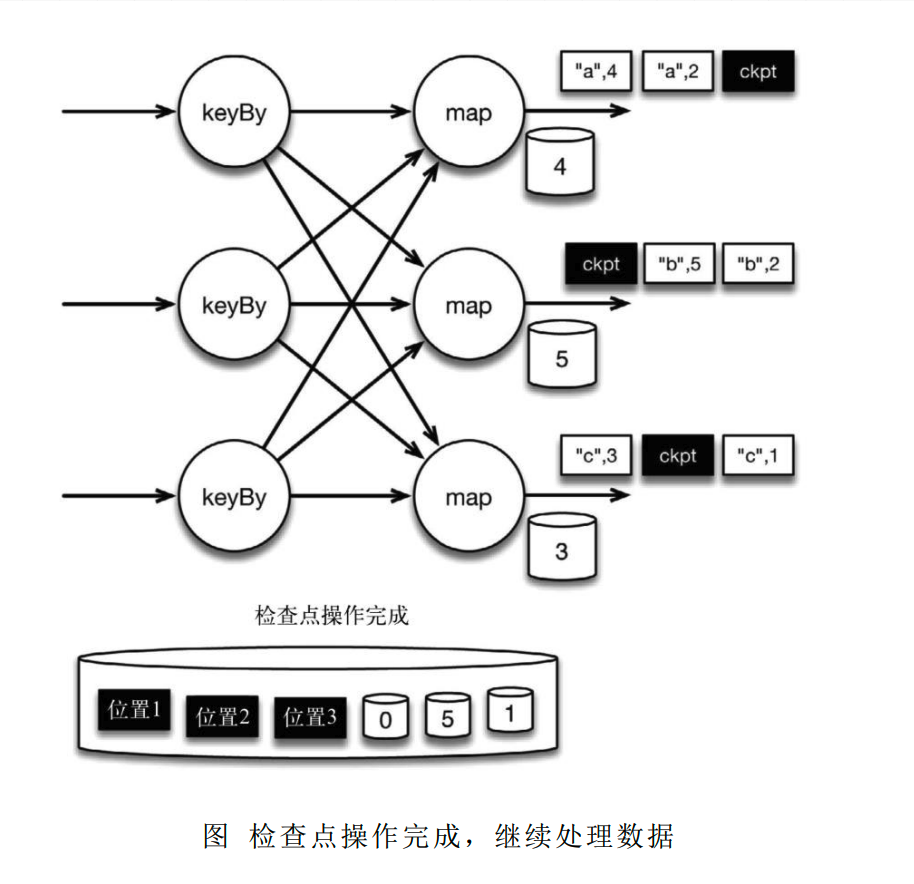 "a",4 "a",2 ckpt
keyBy map
4
ckpt "b",5 "b",2
keyBy map
5
"c",3 ckpt "c",1
keyBy map
3
检查点操作完成
位置1 位置2 位置3 0 5 1
图 检查点操作完成，继续处理数据